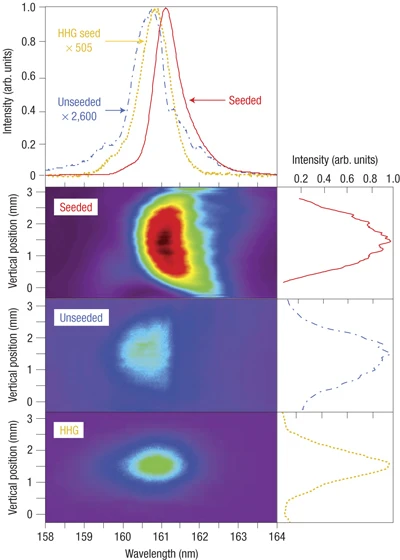 Intensity (arb. units)
1.0
0.8
0.6
0.4
0.2
0
HHG seed
× 505
Unseeded
× 2,600
Seeded
Intensity (arb. units)
0.2 0.4 0.6 0.8 1.0
Vertical position (mm)
3
2
1
0
Seeded
Vertical position (mm)
3
2
1
0
Unseeded
Vertical position (mm)
3
2
1
0
HHG
158 159 160 161 162 163 164
Wavelength (nm)